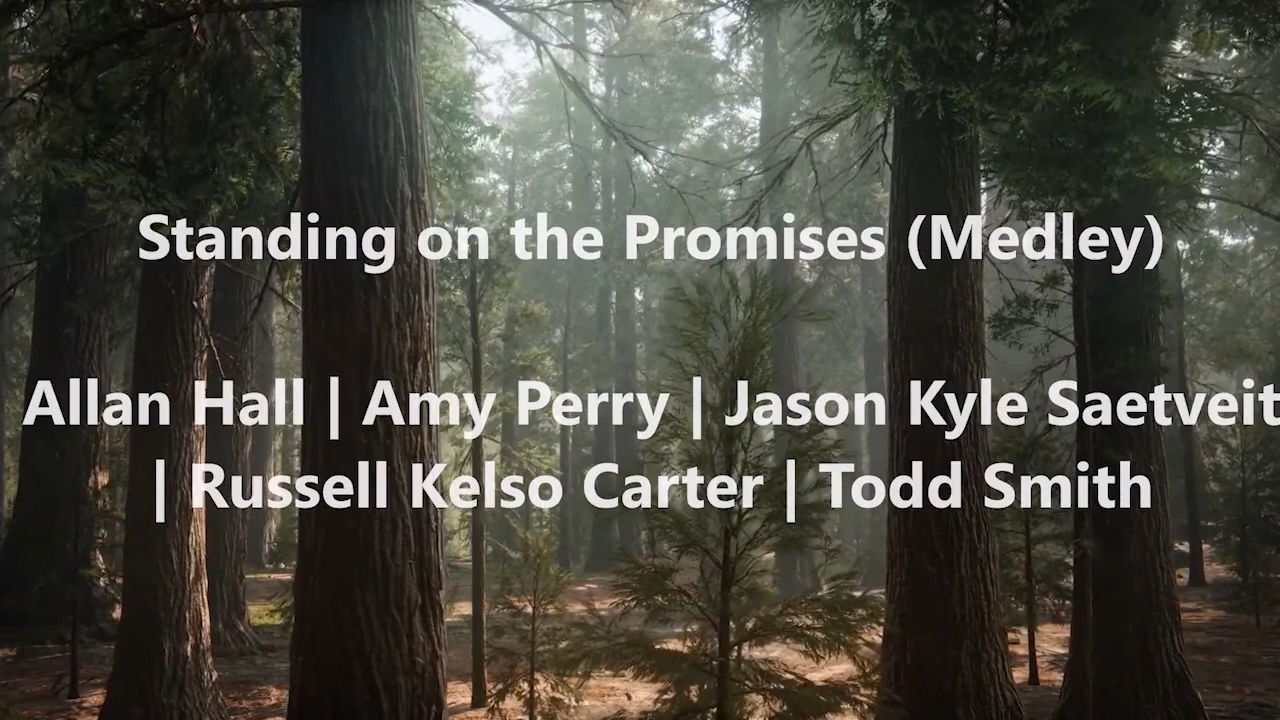 Standing on the Promises (Medley)
Allan Hall | Amy Perry | Jason Kyle Saetveit
| Russell Kelso Carter | Todd Smith